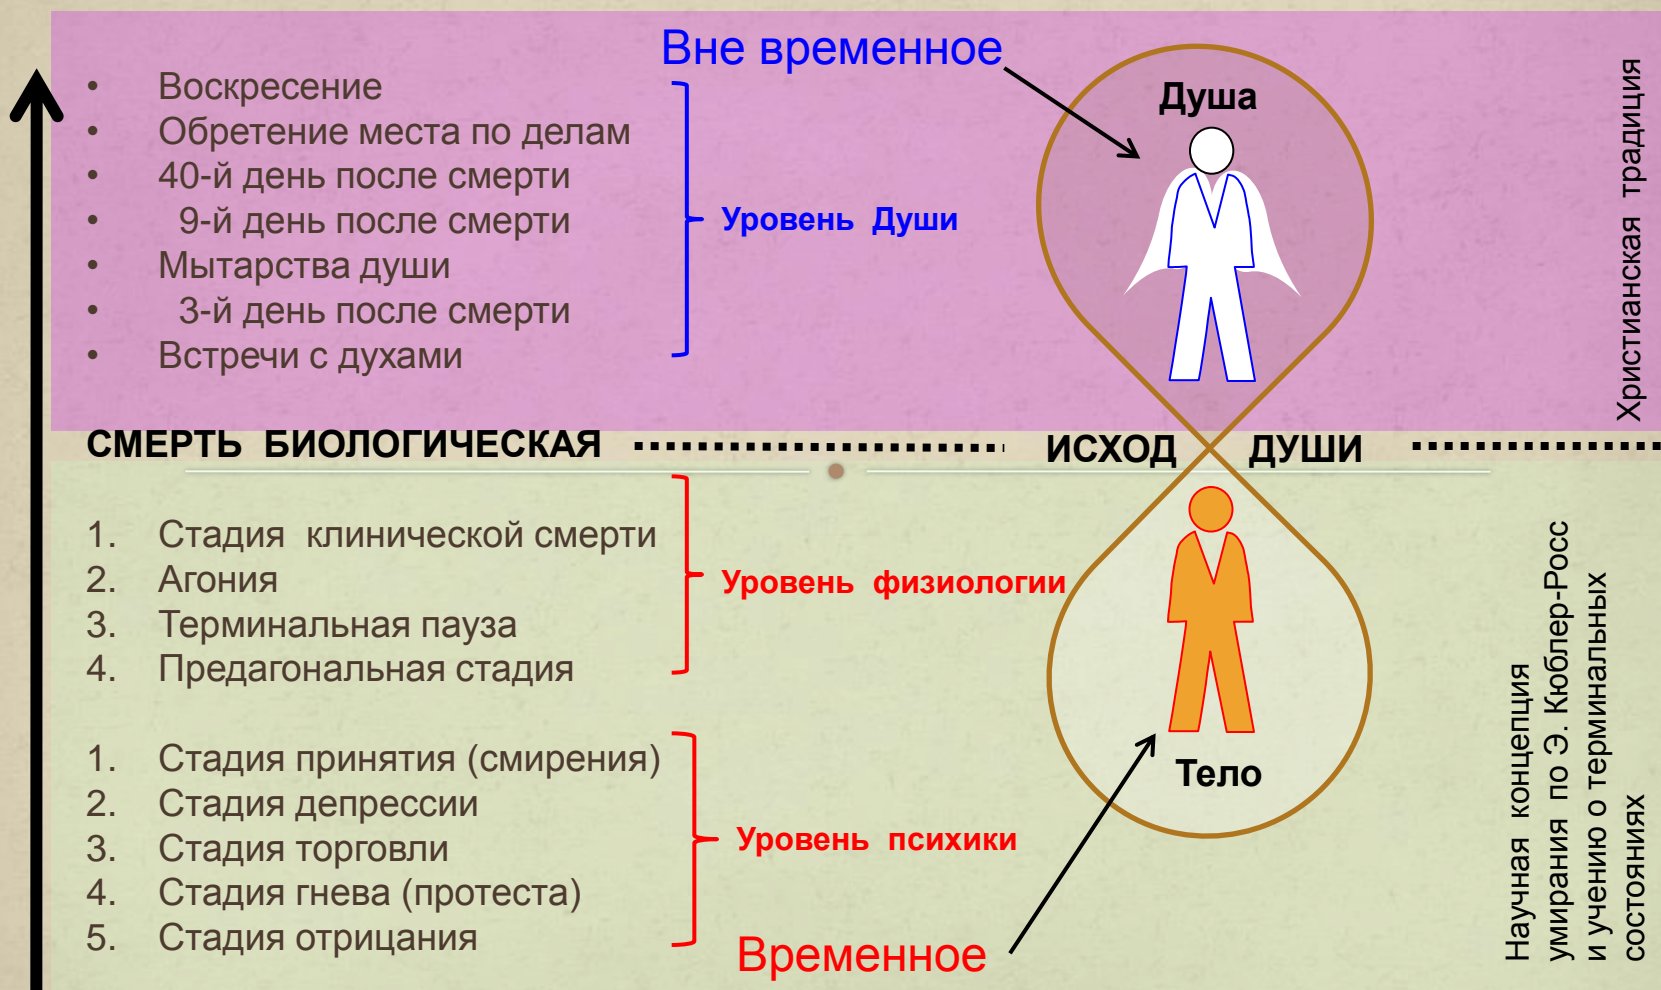 Вне временное
• Воскресение
• Обретение места по делам
• 40-й день после смерти
• 9-й день после смерти
• Мытарства души
• 3-й день после смерти
• Встречи с духами
Уровень Души
Душа
Христианская традиция
СМЕРТЬ БИОЛОГИЧЕСКАЯ
ИСХОД ДУШИ
1. Стадия клинической смерти
2. Агония
3. Терминальная пауза
4. Предагональная стадия
Уровень физиологии
1. Стадия принятия (смирения)
2. Стадия депрессии
3. Стадия торговли
4. Стадия гнева (протеста)
5. Стадия отрицания
Уровень психики
Временное
Тело
Научная концепция
умирания по Э. Кюблер-Росс
и учению о терминальных
состояниях